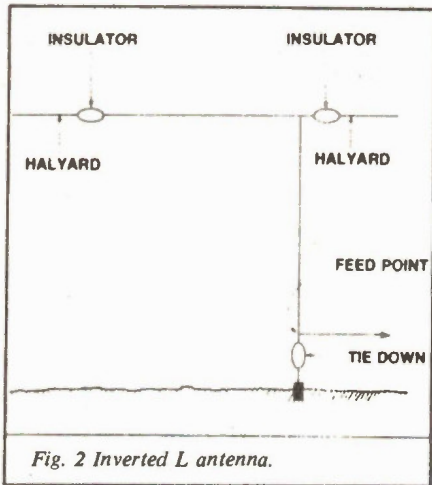 INSULATOR INSULATOR
HALYARD HALYARD
FEED POINT
TIE DOWN
Fig. 2 Inverted L antenna.